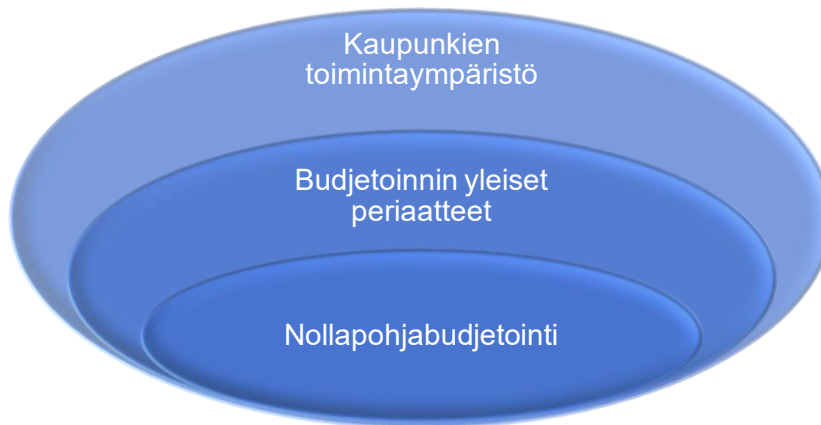 Kaupunkien
toimintaympäristö
Budjetoinnin yleiset
periaatteet
Nollapohjabudjetointi